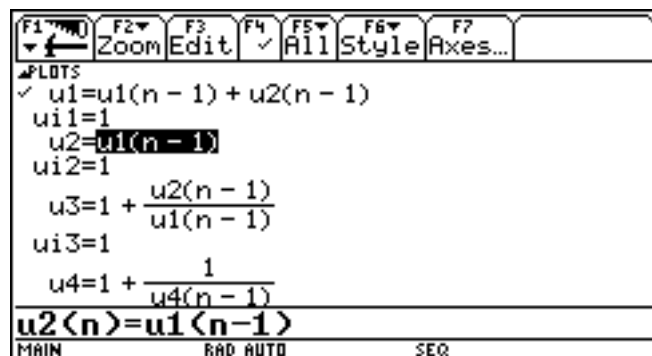 F1 F2 Zoom F3 Edit F4 ✓ F5 All F6 Style F7 Axes...
PLOTS
✓ u1=u1(n - 1) + u2(n - 1)
ui1=1
u2=u1(n - 1)
ui2=1
u3=1 + u2(n - 1)/u1(n - 1)
ui3=1
u4=1 + 1/u4(n - 1)
u2(n)=u1(n-1)
MAIN RAD AUTO SEQ